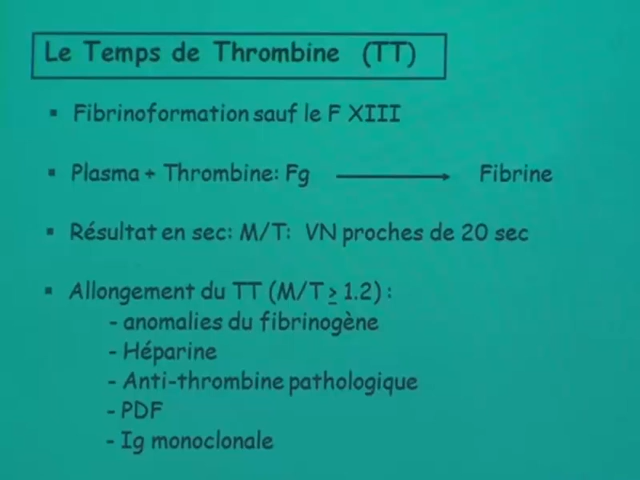 Le Temps de Thrombine (TT)
▪ Fibrinoformation sauf le F XIII
▪ Plasma + Thrombine: Fg ⟶ Fibrine
▪ Résultat en sec: M/T: VN proches de 20 sec
▪ Allongement du TT (M/T ≥ 1.2) :
- anomalies du fibrinogène
- Héparine
- Anti-thrombine pathologique
- PDF
- Ig monoclonale